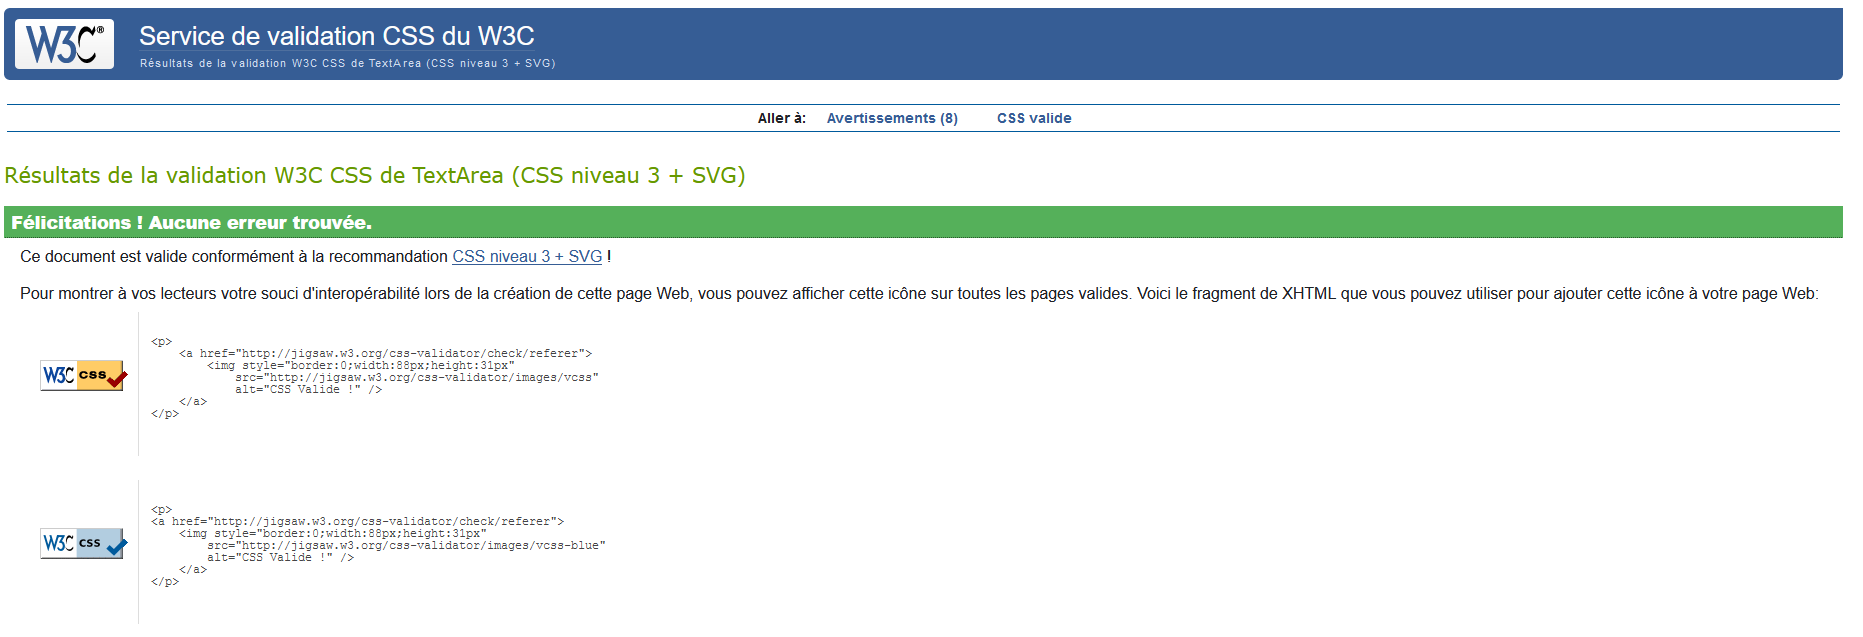 W3C®
Service de validation CSS du W3C
Résultats de la validation W3C CSS de TextArea (CSS niveau 3 + SVG)
Aller à: Avertissements (8) CSS valide
Résultats de la validation W3C CSS de TextArea (CSS niveau 3 + SVG)
Félicitations ! Aucune erreur trouvée.
Ce document est valide conformément à la recommandation CSS niveau 3 + SVG !
Pour montrer à vos lecteurs votre souci d'interopérabilité lors de la création de cette page Web, vous pouvez afficher cette icône sur toutes les pages valides. Voici le fragment de XHTML que vous pouvez utiliser pour ajouter cette icône à votre page Web:
W3C css
<p>
    <a href="http://jigsaw.w3.org/css-validator/check/referer">
        <img style="border:0;width:88px;height:31px"
            src="http://jigsaw.w3.org/css-validator/images/vcss"
            alt="CSS Valide !" />
    </a>
</p>
W3C css
<p>
<a href="http://jigsaw.w3.org/css-validator/check/referer">
    <img style="border:0;width:88px;height:31px"
        src="http://jigsaw.w3.org/css-validator/images/vcss-blue"
        alt="CSS Valide !" />
    </a>
</p>